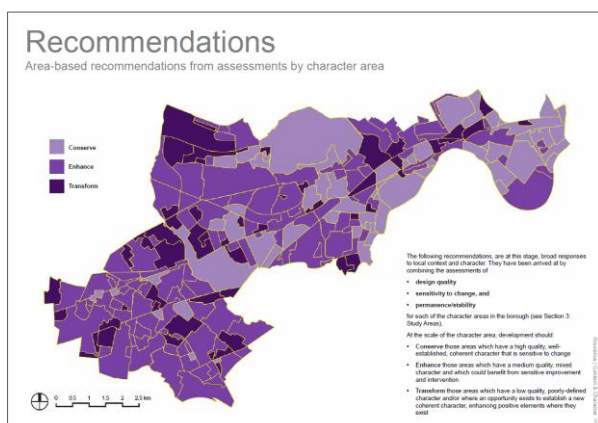 Recommendations
Area-based recommendations from assessments by character area
Conserve
Enhance
Transform
The following recommendations, are at this stage, broad responses
to local context and character. They have been arrived at by
combining the assessments of
• design quality
• sensitivity to change, and
• permanence/stability
for each of the character areas in the borough (see Section 3:
Study Areas).
At the scale of the character area, development should:
• Conserve those areas which have a high quality, well-
established, coherent character that is sensitive to change
• Enhance those areas which have a medium quality, mixed
character and which could benefit from sensitive improvement
and intervention
• Transform those areas which have a low quality, poorly-defined
character and/or where an opportunity exists to establish a new
coherent character, enhancing positive elements where they
exist
0 0.5 1 1.5 2 2.5 km
Hounslow | Context & Character